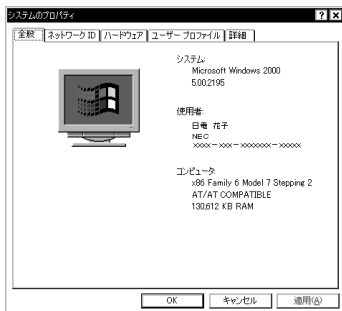 システムのプロパティ
全般 ネットワーク ID ハードウェア ユーザー プロファイル 詳細
システム:
Microsoft Windows 2000
5.00.2195
使用者:
日電 花子
NEC
xxxx-xxx-xxxxxxx-xxxxx
コンピュータ:
x86 Family 6 Model 7 Stepping 2
AT/AT COMPATIBLE
130,612 KB RAM
OK キャンセル 適用(A)